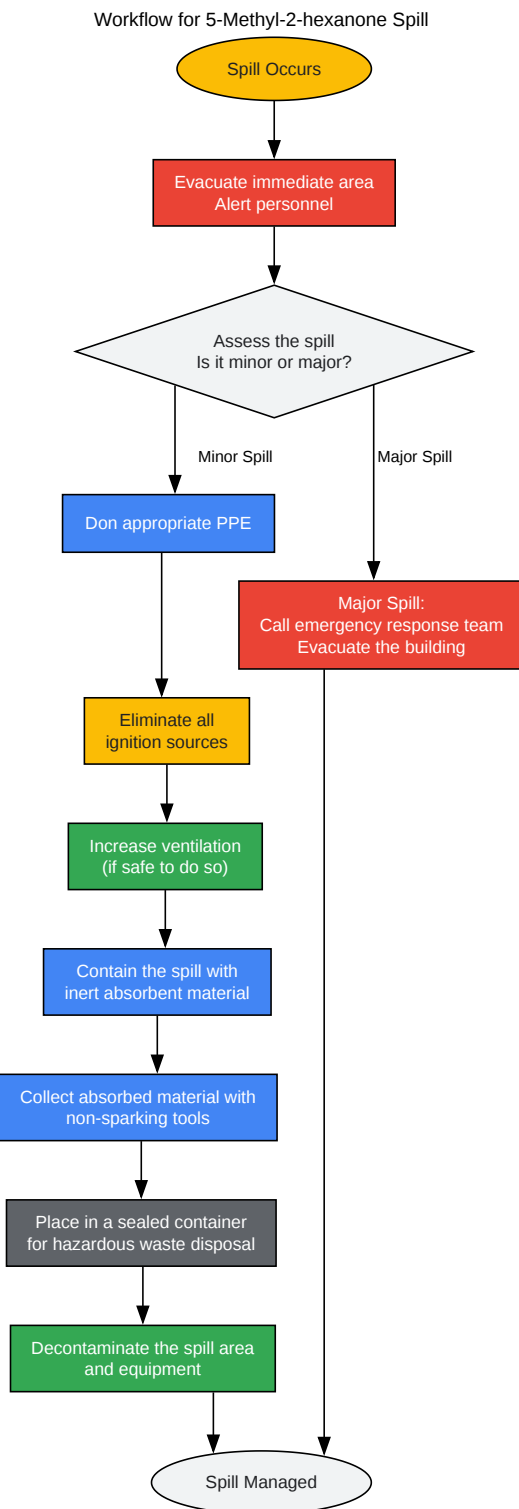 Workflow for 5-Methyl-2-hexanone Spill
Spill Occurs
Evacuate immediate area
Alert personnel
Assess the spill
Is it minor or major?
Minor Spill
Major Spill
Don appropriate PPE
Major Spill:
Call emergency response team
Evacuate the building
Eliminate all
ignition sources
Increase ventilation
(if safe to do so)
Contain the spill with
inert absorbent material
Collect absorbed material with
non-sparking tools
Place in a sealed container
for hazardous waste disposal
Decontaminate the spill area
and equipment
Spill Managed